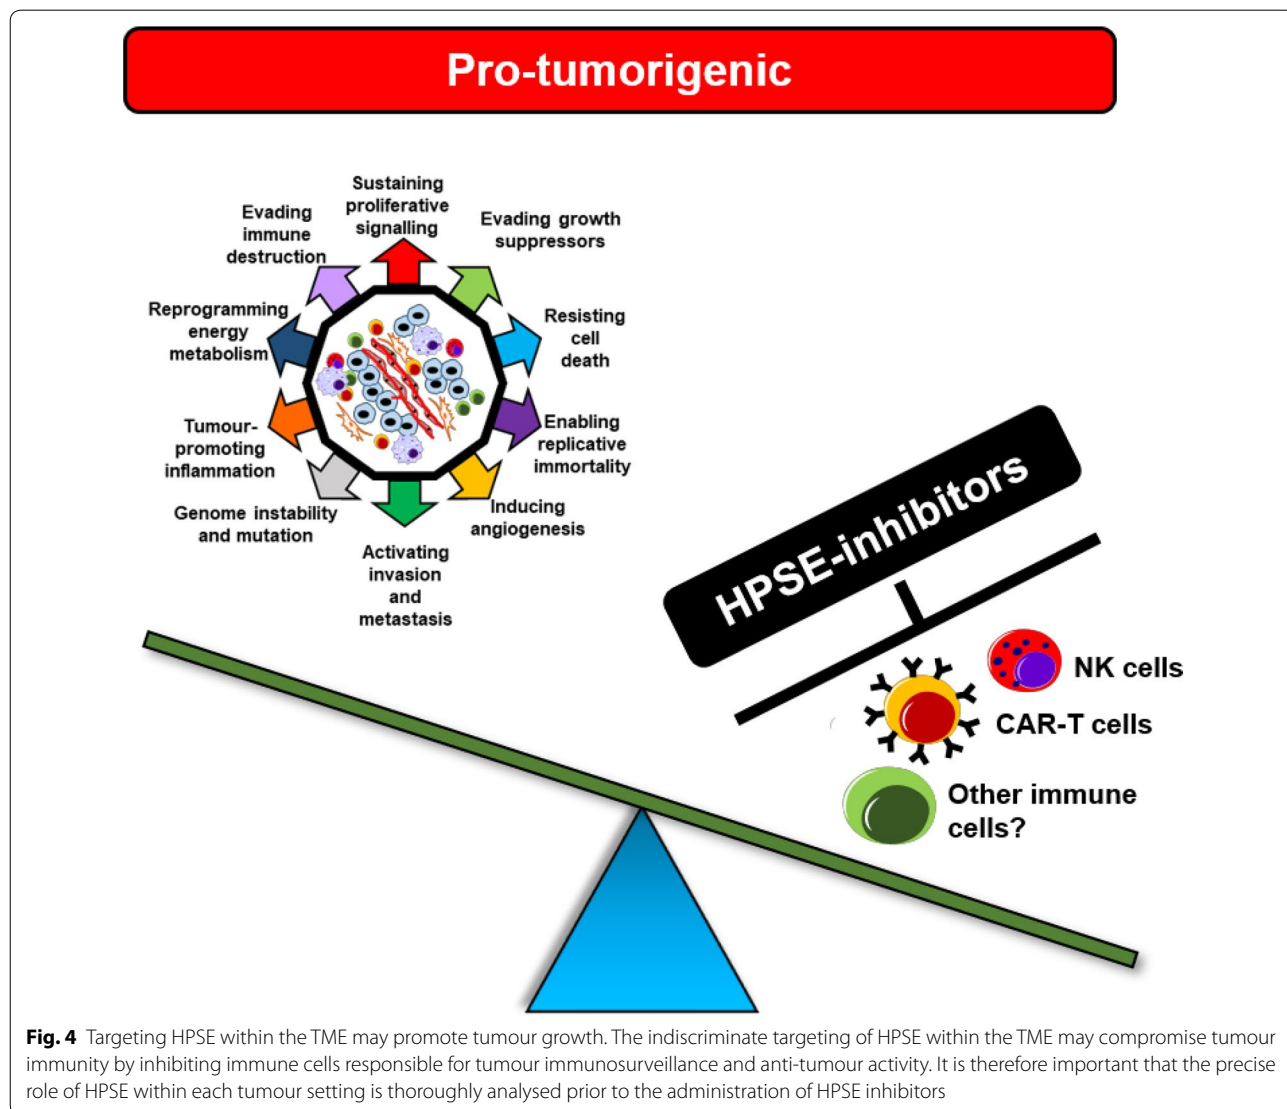 Pro-tumorigenic
Sustaining
proliferative
signalling
Evading growth
suppressors
Resisting
cell
death
Enabling
replicative
immortality
Inducing
angiogenesis
Activating
invasion
and
metastasis
Genome instability
and mutation
Tumour-
promoting
inflammation
Reprogramming
energy
metabolism
Evading
immune
destruction
HPSE-inhibitors
NK cells
CAR-T cells
Other immune
cells?
Fig. 4 Targeting HPSE within the TME may promote tumour growth. The indiscriminate targeting of HPSE within the TME may compromise tumour
immunity by inhibiting immune cells responsible for tumour immunosurveillance and anti-tumour activity. It is therefore important that the precise
role of HPSE within each tumour setting is thoroughly analysed prior to the administration of HPSE inhibitors